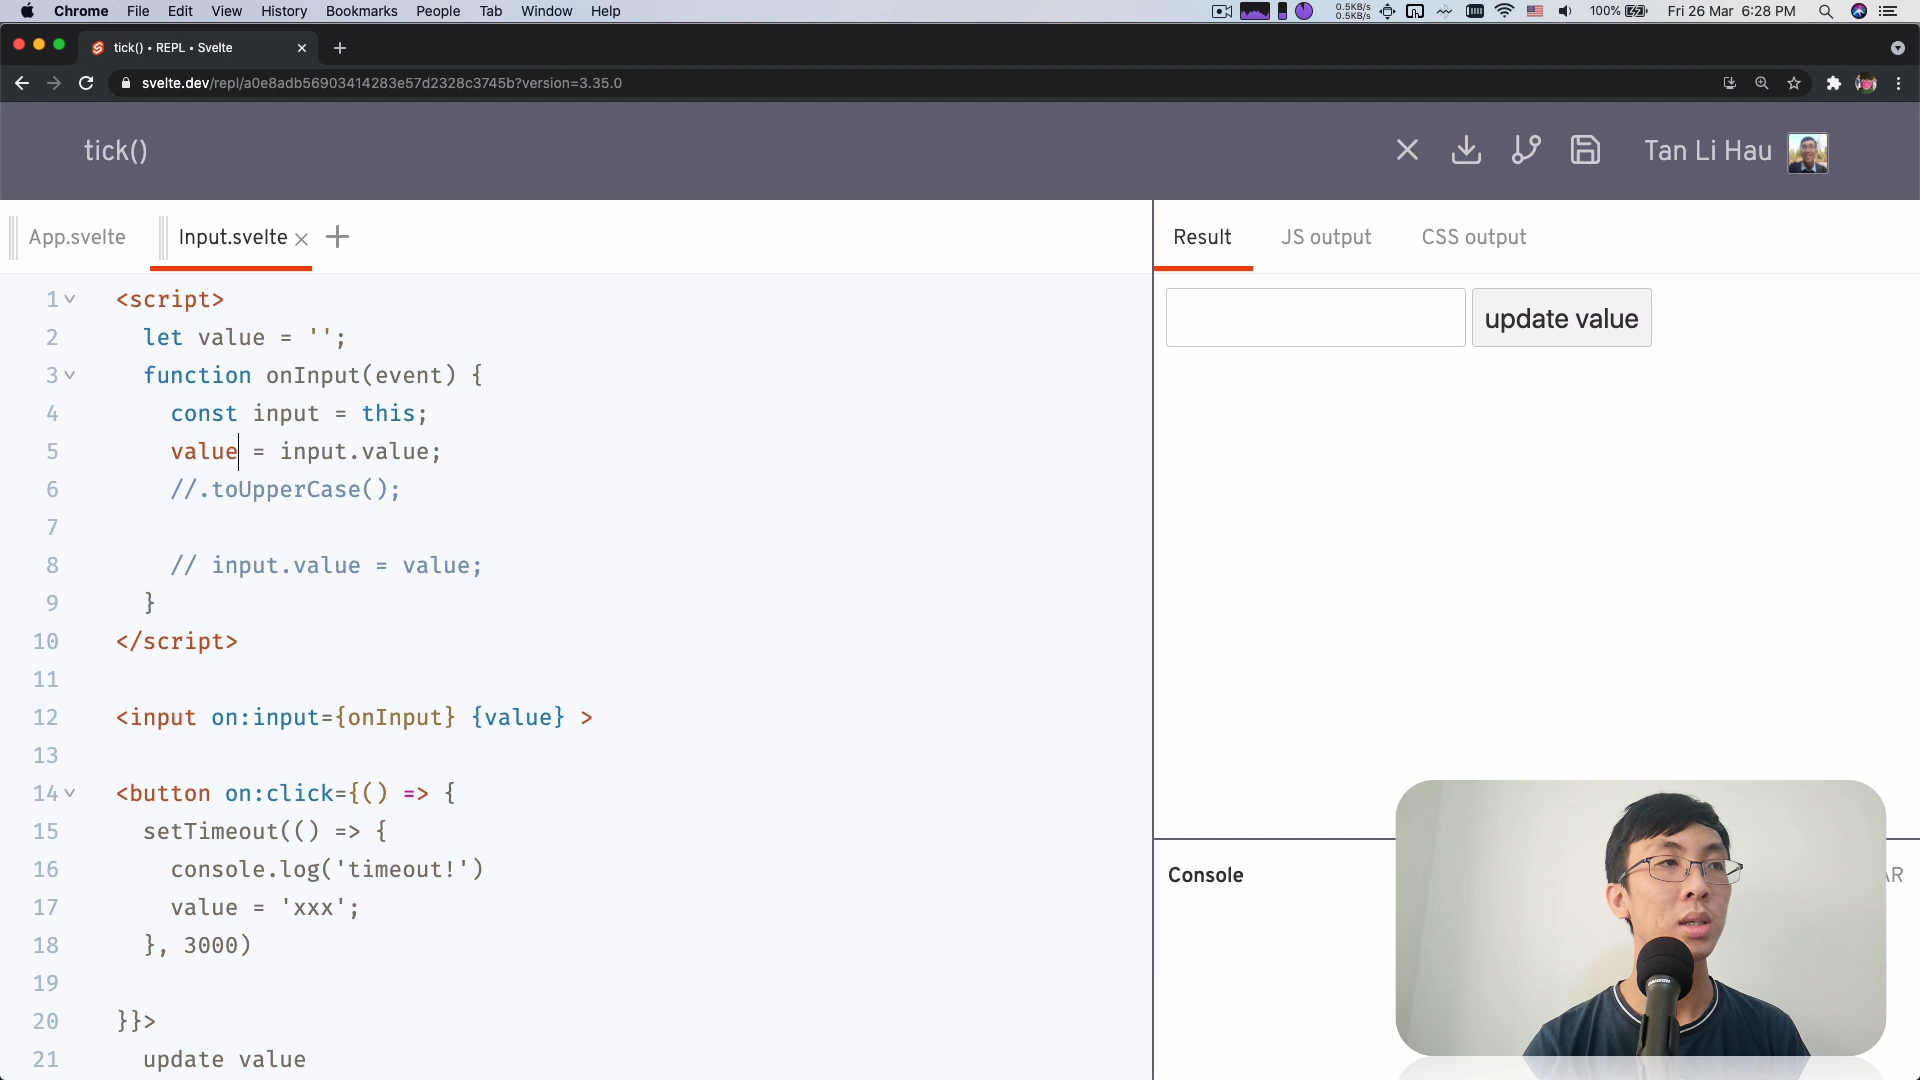 Chrome File Edit View History Bookmarks People Tab Window Help
0.5KB/s
0.5KB/s
100%
Fri 26 Mar 6:28 PM
tick() • REPL • Svelte
svelte.dev/repl/a0e8adb56903414283e57d2328c3745b?version=3.35.0
tick()
Tan Li Hau
App.svelte
Input.svelte
Result
JS output
CSS output
1 <script>
2 let value = '';
3 function onInput(event) {
4 const input = this;
5 value = input.value;
6 //.toUpperCase();
7
8 // input.value = value;
9 }
10 </script>
11
12 <input on:input={onInput} {value} >
13
14 <button on:click={() => {
15 setTimeout(() => {
16 console.log('timeout!')
17 value = 'xxx';
18 }, 3000)
19
20 }}>
21 update value
update value
Console
AR